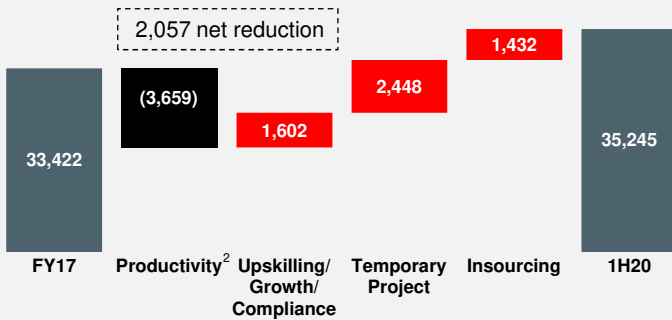 2,057 net reduction
1,432
(3,659)
2,448
1,602
33,422
35,245
FY17
Productivity2
Upskilling/
Growth/
Compliance
Temporary
Project
Insourcing
1H20